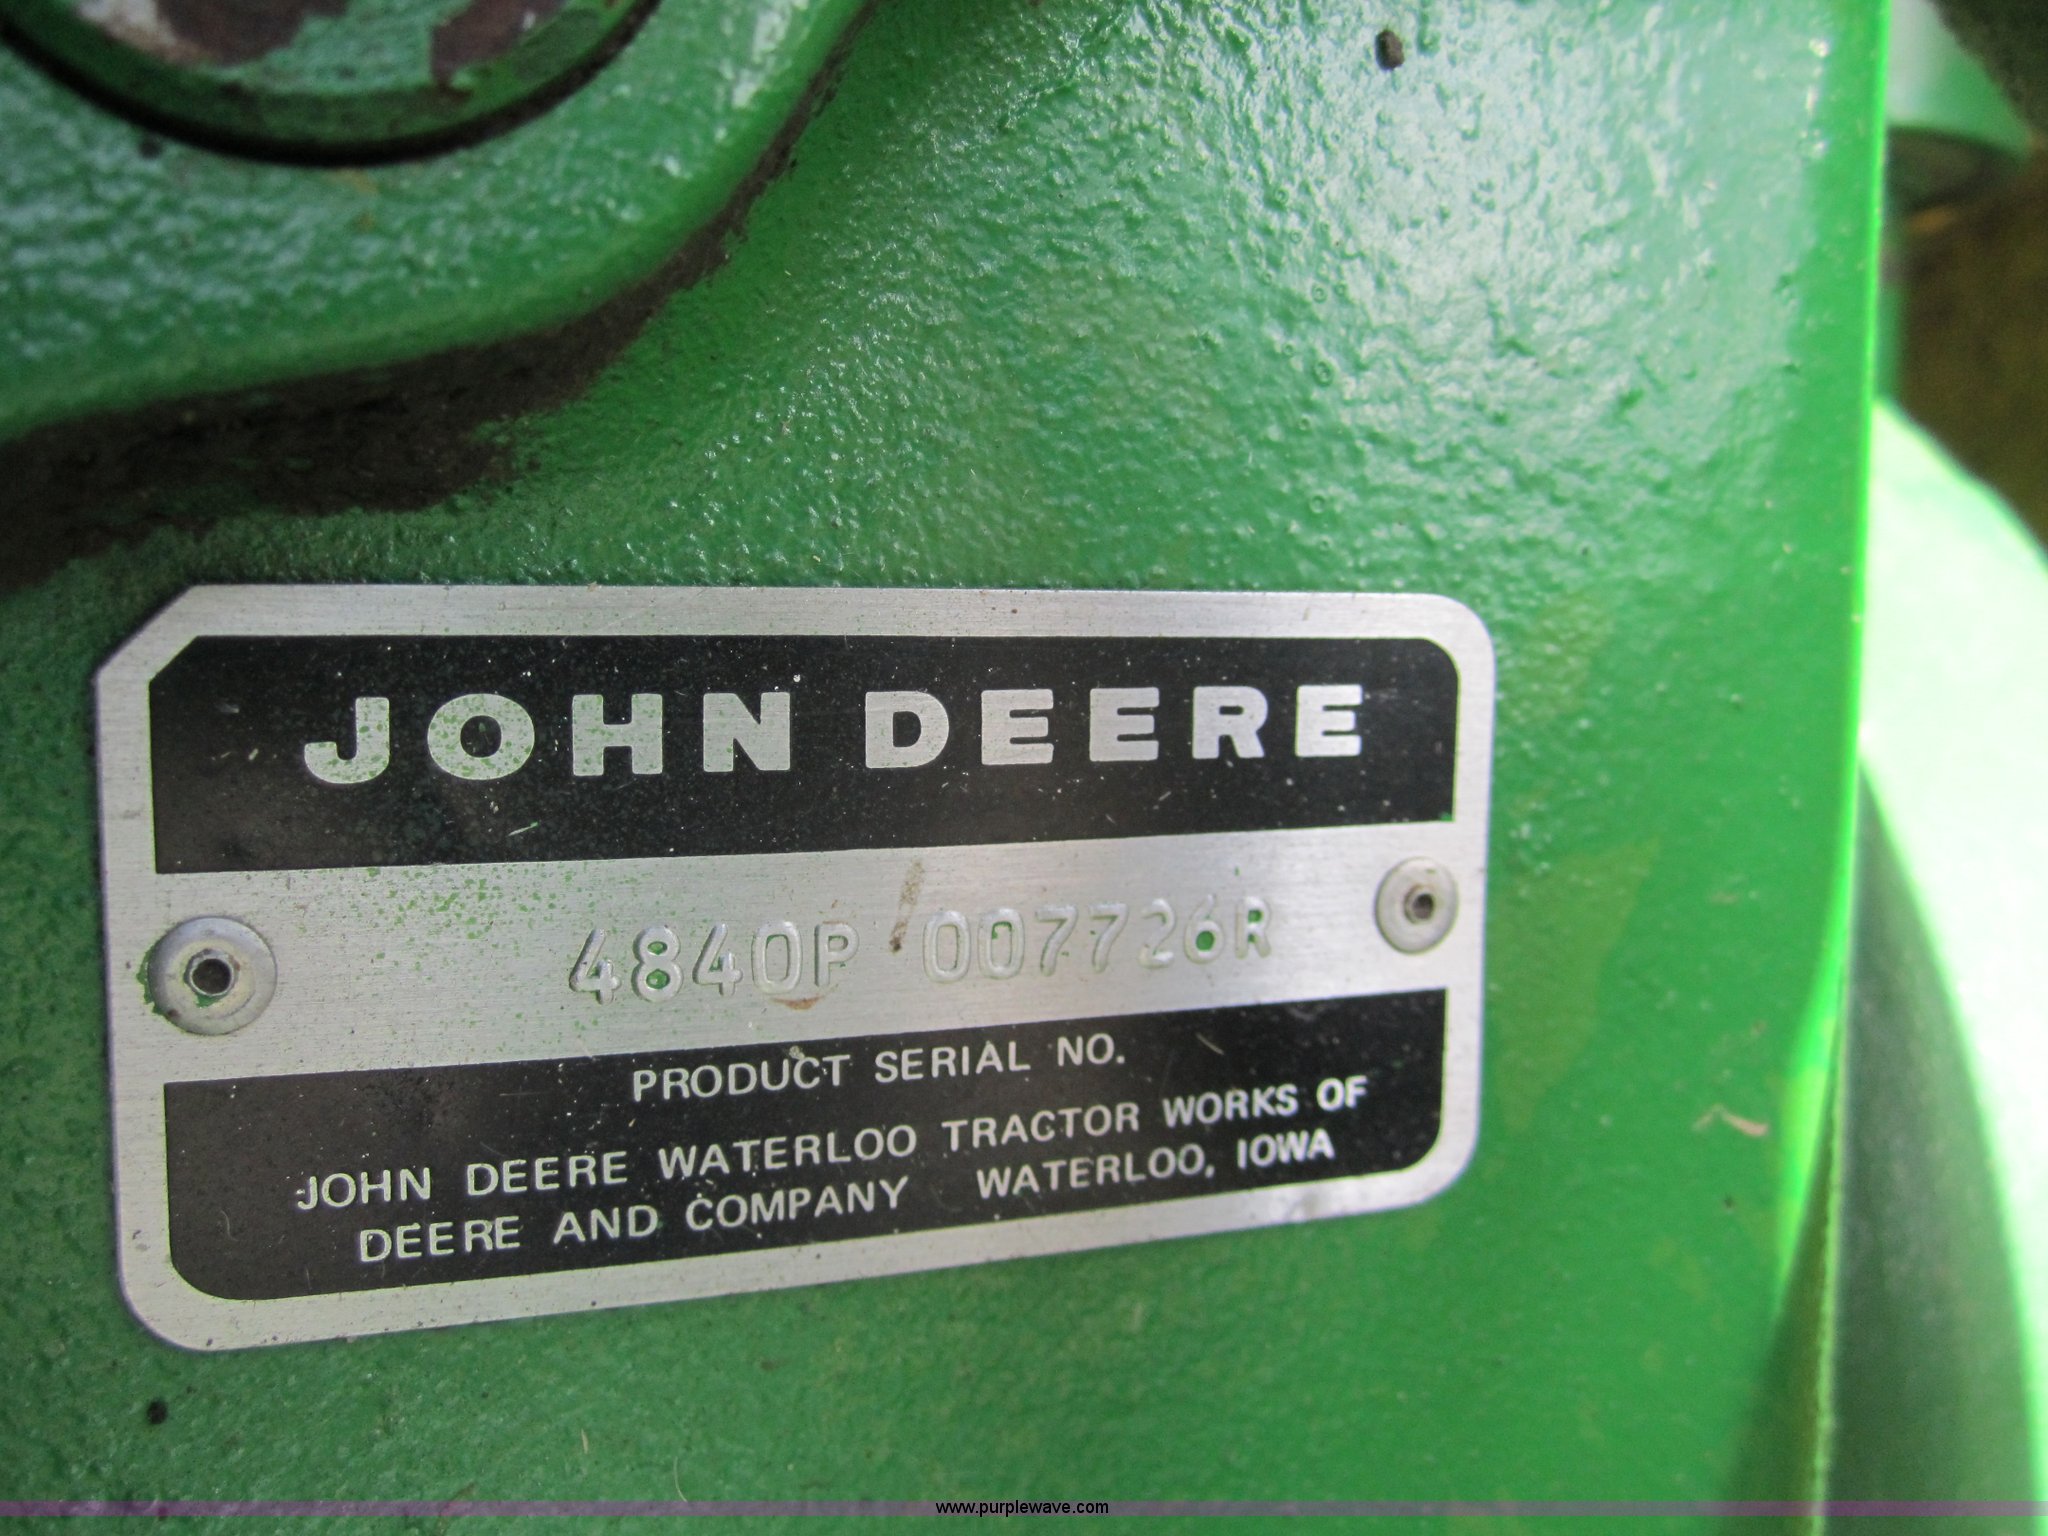 JOHN DEERE
4840P 007726R
PRODUCT SERIAL NO.
JOHN DEERE WATERLOO TRACTOR WORKS OF
DEERE AND COMPANY WATERLOO, IOWA
www.purplewave.com